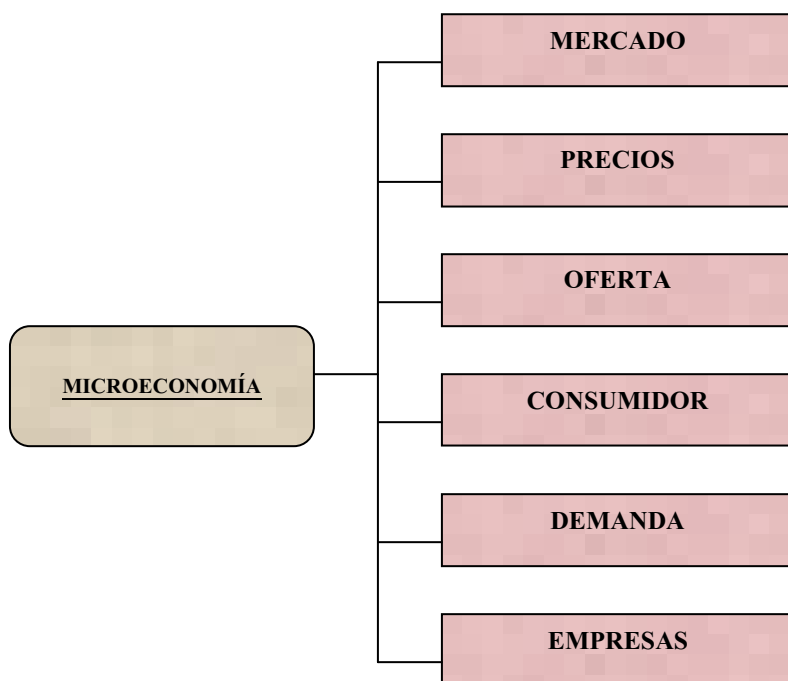 MERCADO
PRECIOS
OFERTA
MICROECONOMÍA
CONSUMIDOR
DEMANDA
EMPRESAS